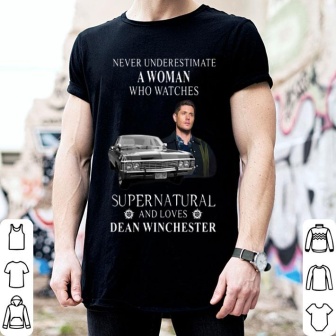 NEVER UNDERESTIMATE
A WOMAN
WHO WATCHES
SUPERNATURAL
AND LOVES
DEAN WINCHESTER